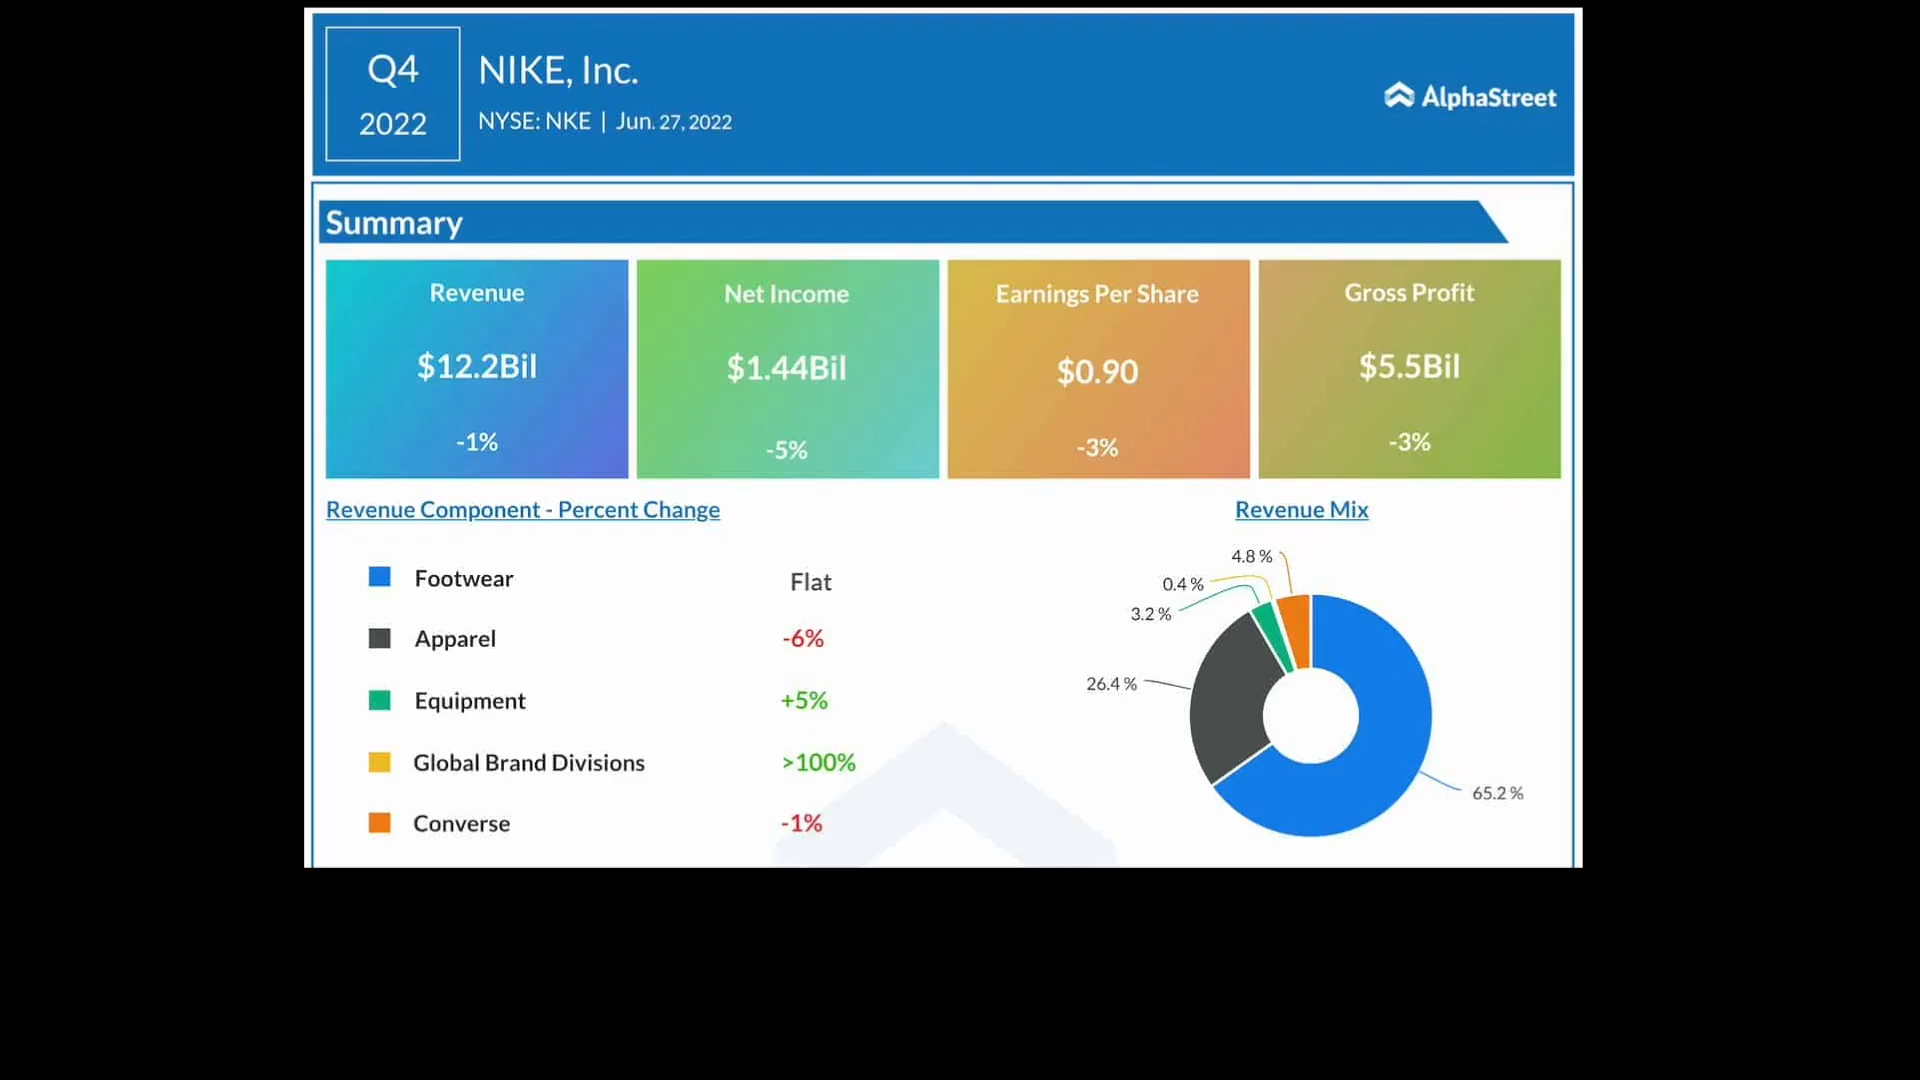 Q4
2022
NIKE, Inc.
NYSE: NKE | Jun. 27, 2022
AlphaStreet
Summary
Revenue
$12.2Bil
-1%
Net Income
$1.44Bil
-5%
Earnings Per Share
$0.90
-3%
Gross Profit
$5.5Bil
-3%
Revenue Component - Percent Change
Footwear Flat
Apparel -6%
Equipment +5%
Global Brand Divisions >100%
Converse -1%
Revenue Mix
4.8 %
0.4 %
3.2 %
26.4 %
65.2 %